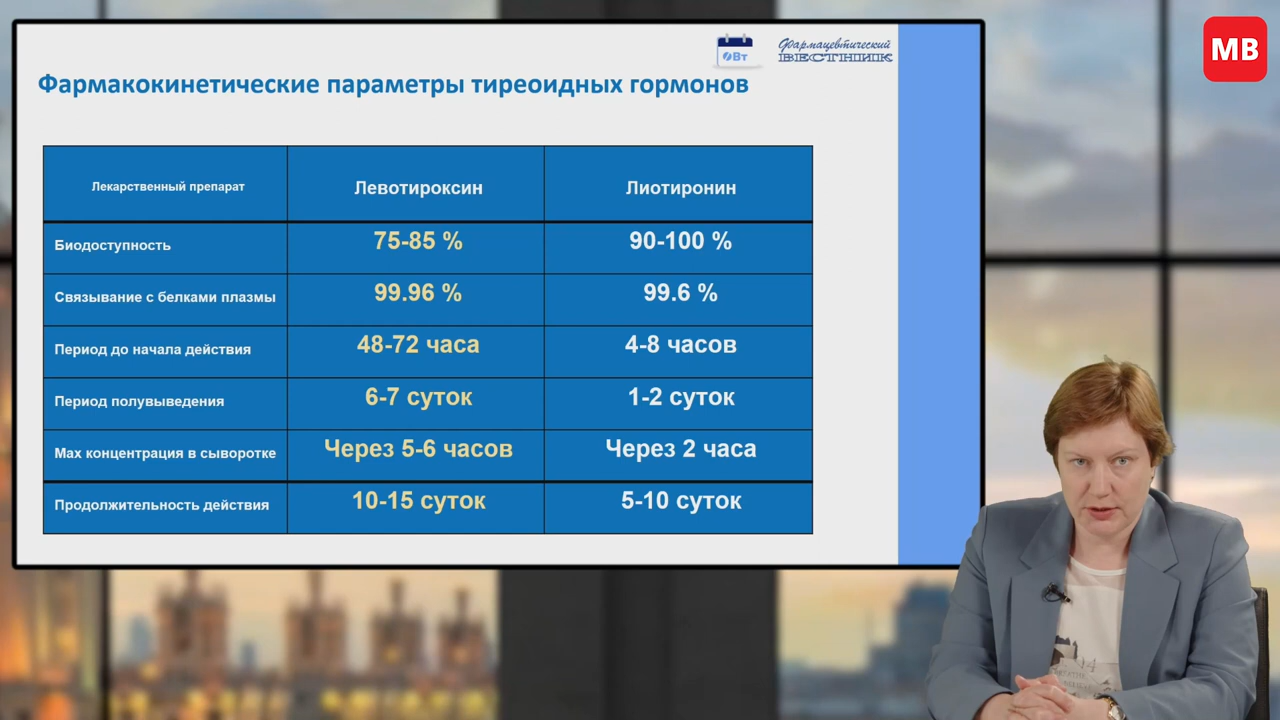 Фармацевтический
ВЕСТНИК
Вт
МВ
Фармакокинетические параметры тиреоидных гормонов
Лекарственный препарат Левотироксин Лиотиронин
Биодоступность 75-85 % 90-100 %
Связывание с белками плазмы 99.96 % 99.6 %
Период до начала действия 48-72 часа 4-8 часов
Период полувыведения 6-7 суток 1-2 суток
Мах концентрация в сыворотке Через 5-6 часов Через 2 часа
Продолжительность действия 10-15 суток 5-10 суток